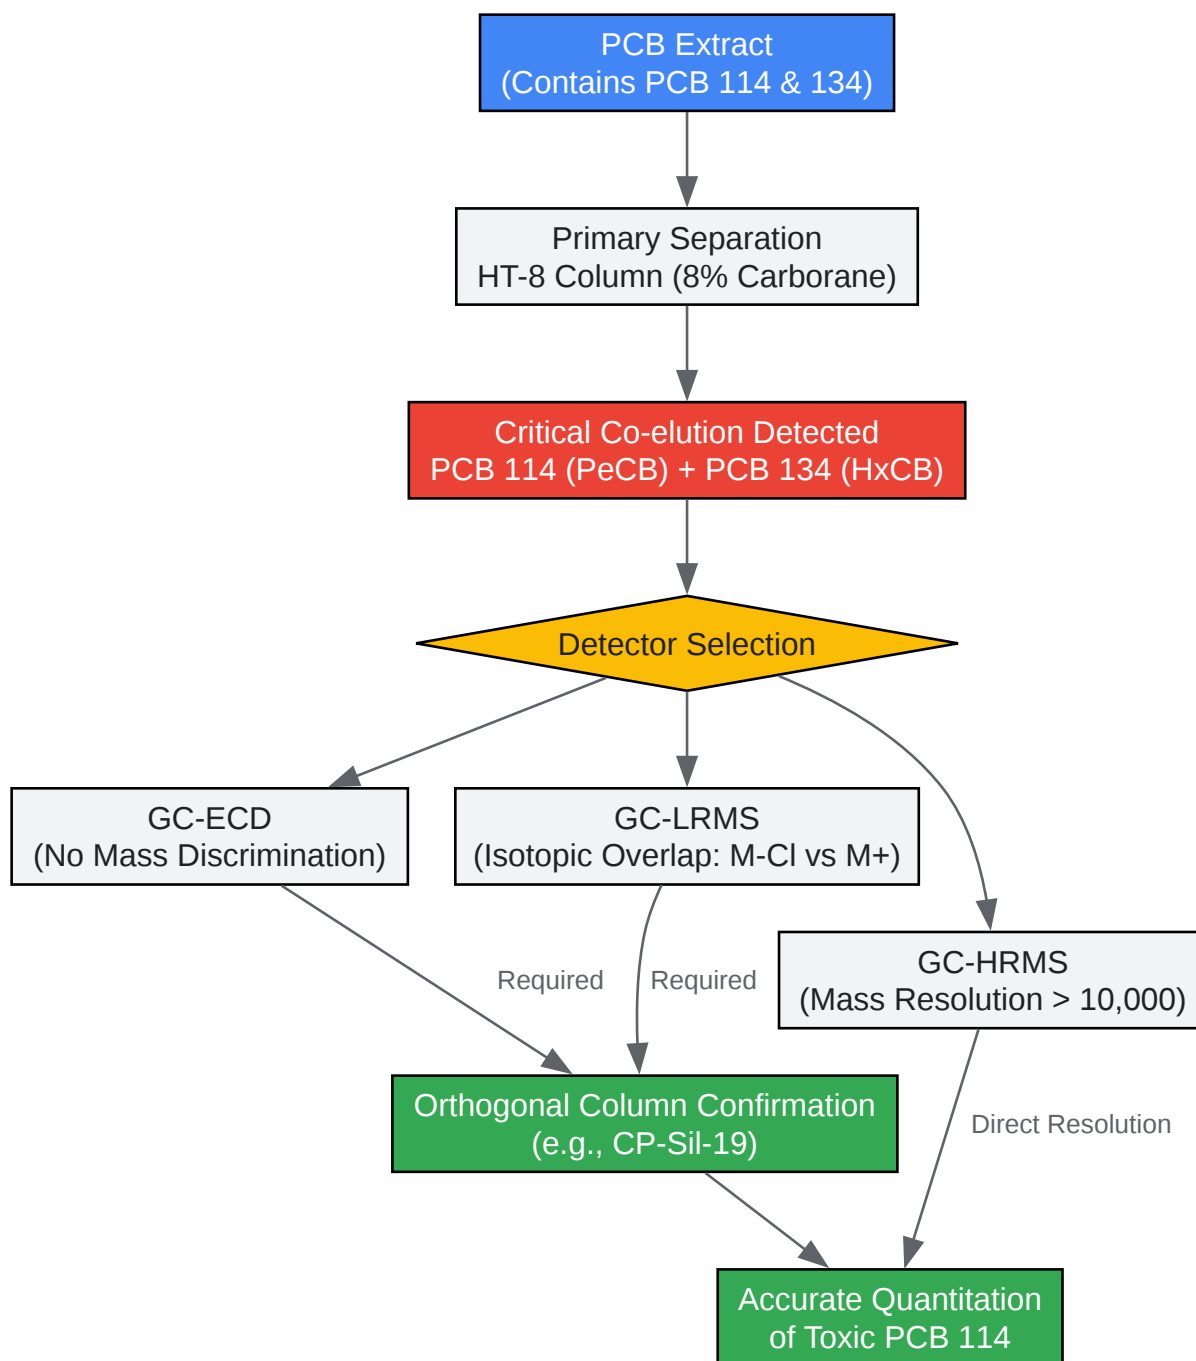 PCB Extract
(Contains PCB 114 & 134)
Primary Separation
HT-8 Column (8% Carborane)
Critical Co-elution Detected
PCB 114 (PeCB) + PCB 134 (HxCB)
Detector Selection
GC-ECD
(No Mass Discrimination)
GC-LRMS
(Isotopic Overlap: M-Cl vs M+)
GC-HRMS
(Mass Resolution > 10,000)
Required
Required
Orthogonal Column Confirmation
(e.g., CP-Sil-19)
Direct Resolution
Accurate Quantitation
of Toxic PCB 114